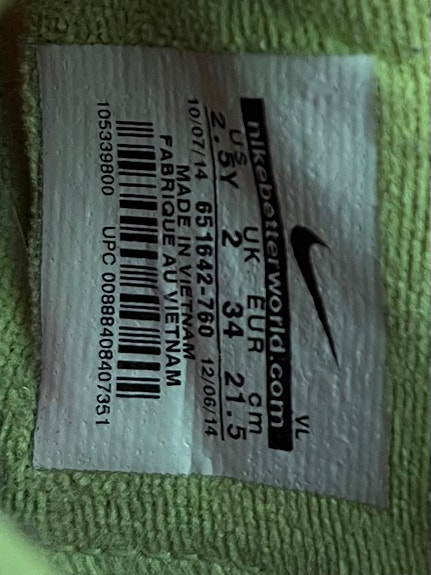 VL
nikebetterworld.com
US UK EUR cm
2.5Y 2 34 21.5
10/07/14 651642-760 12/06/14
MADE IN VIETNAM
FABRIQUE AU VIETNAM
105339800 UPC 00888408407351